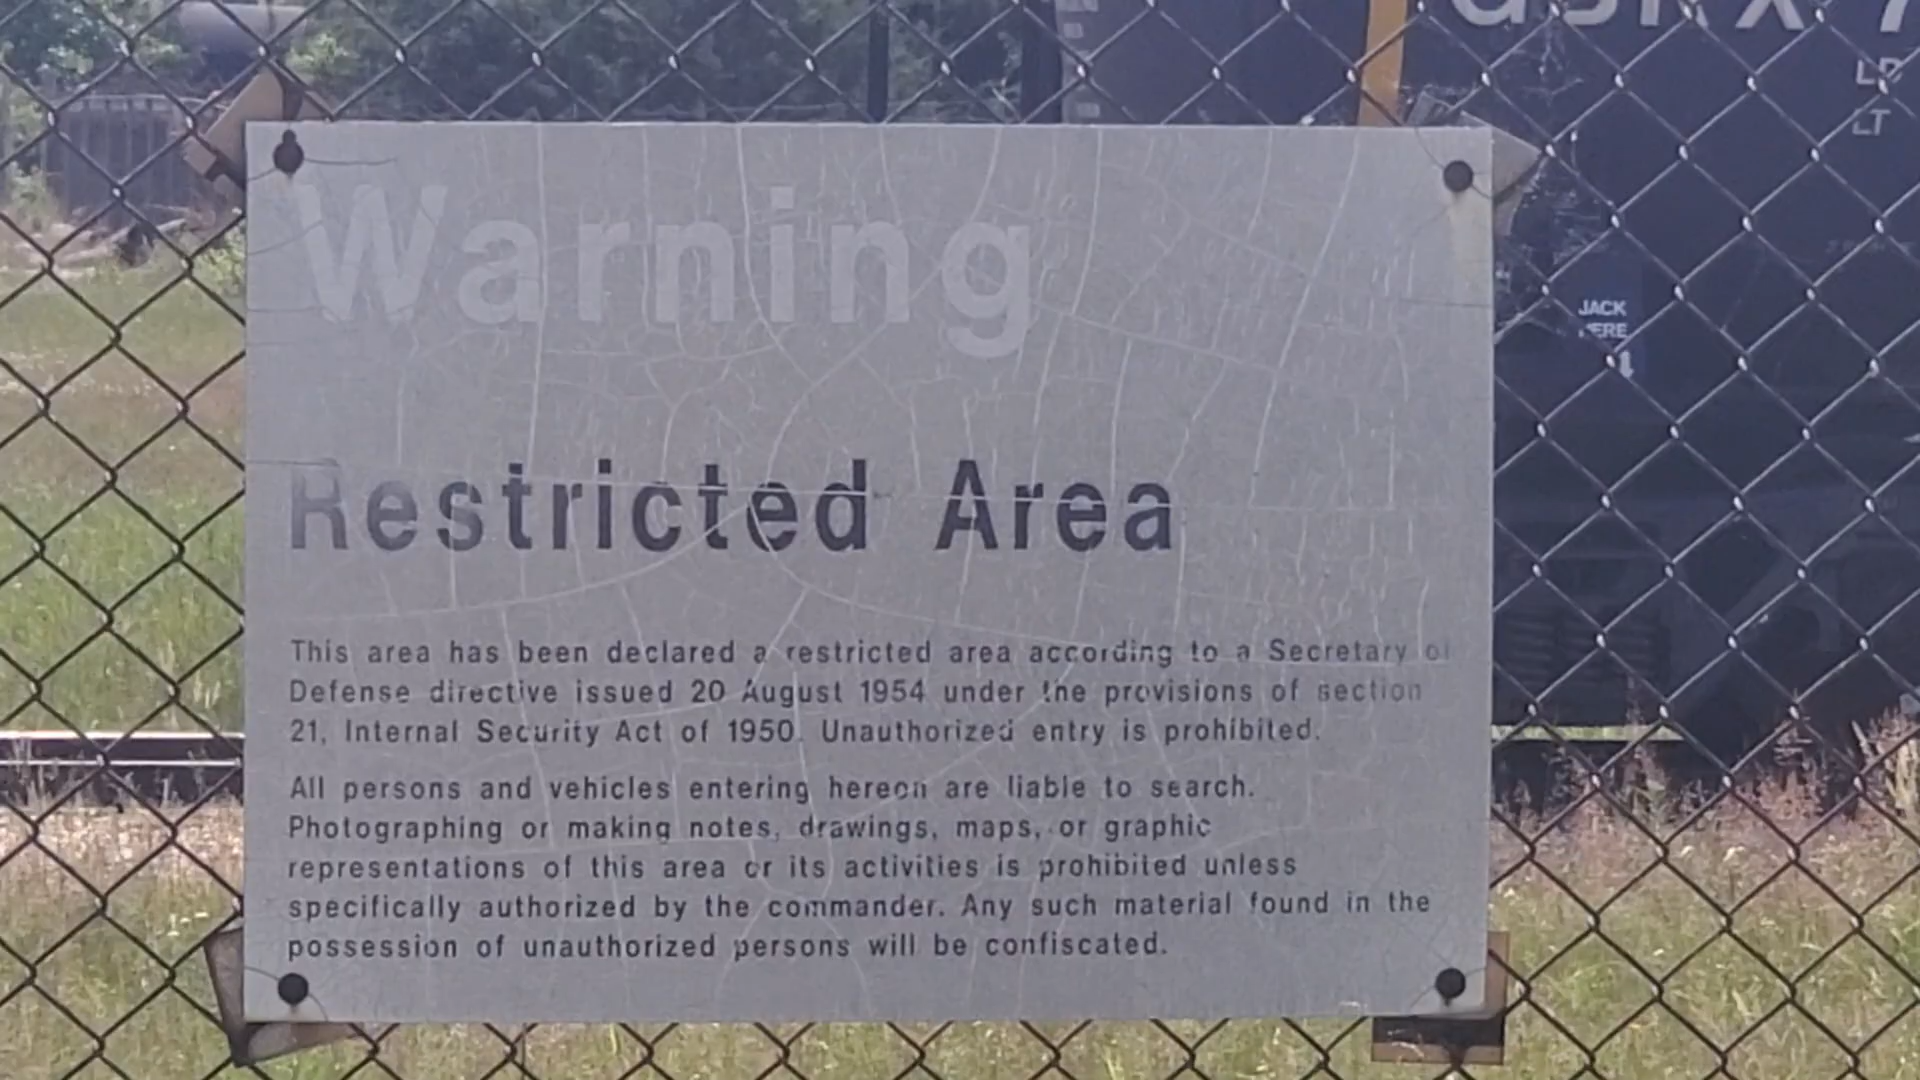 Warning
Restricted Area
This area has been declared a restricted area according to a Secretary of
Defense directive issued 20 August 1954 under the provisions of section
21, Internal Security Act of 1950. Unauthorized entry is prohibited.
All persons and vehicles entering hereon are liable to search.
Photographing or making notes, drawings, maps, or graphic
representations of this area or its activities is prohibited unless
specifically authorized by the commander. Any such material found in the
possession of unauthorized persons will be confiscated.
LD
LT
JACK
HERE